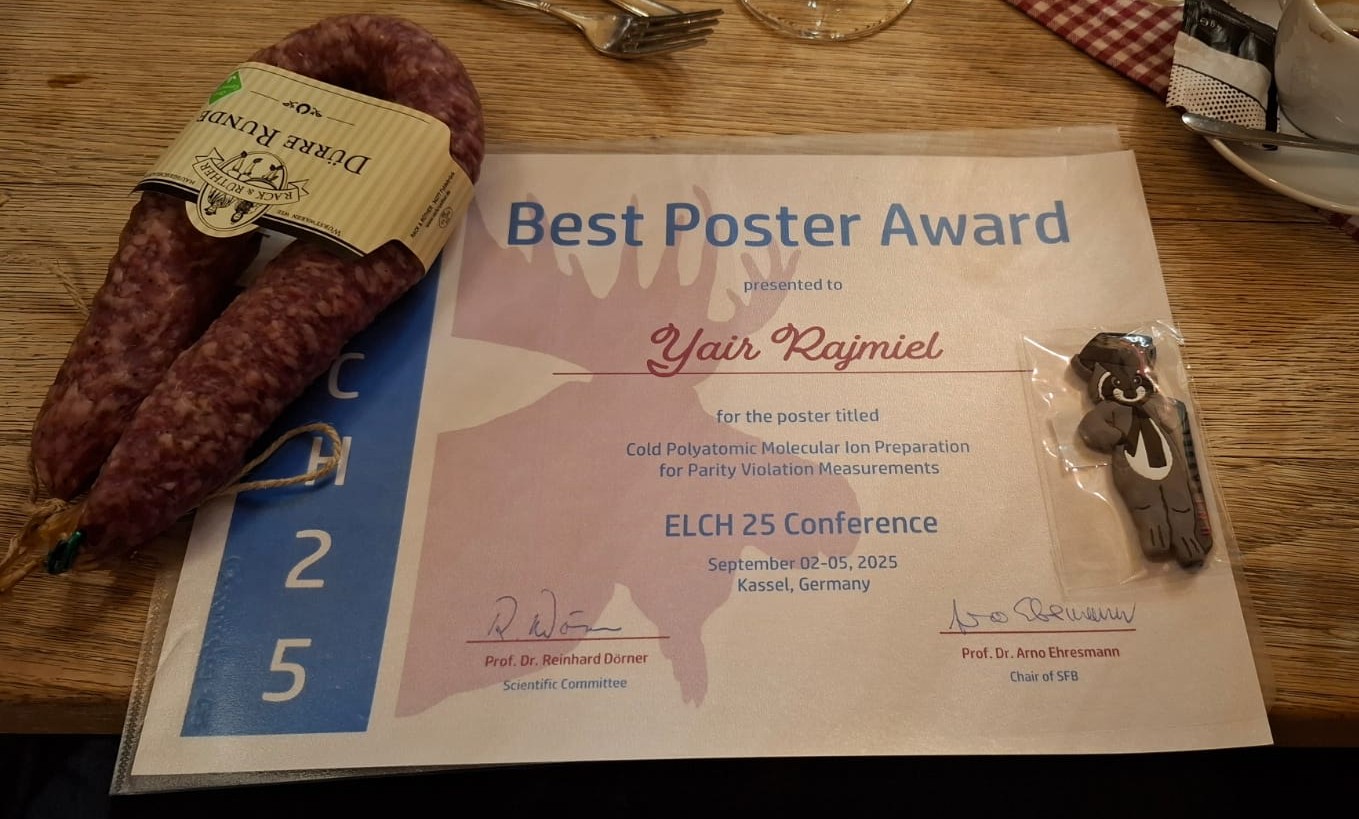 DÜRRE RUNDE
RACK & RÜTHER
Best Poster Award
presented to
Yair Rajmiel
for the poster titled
Cold Polyatomic Molecular Ion Preparation
for Parity Violation Measurements
ELCH 25 Conference
September 02-05, 2025
Kassel, Germany
Prof. Dr. Reinhard Dörner
Scientific Committee
Prof. Dr. Arno Ehresmann
Chair of SFB
C
H
2
5